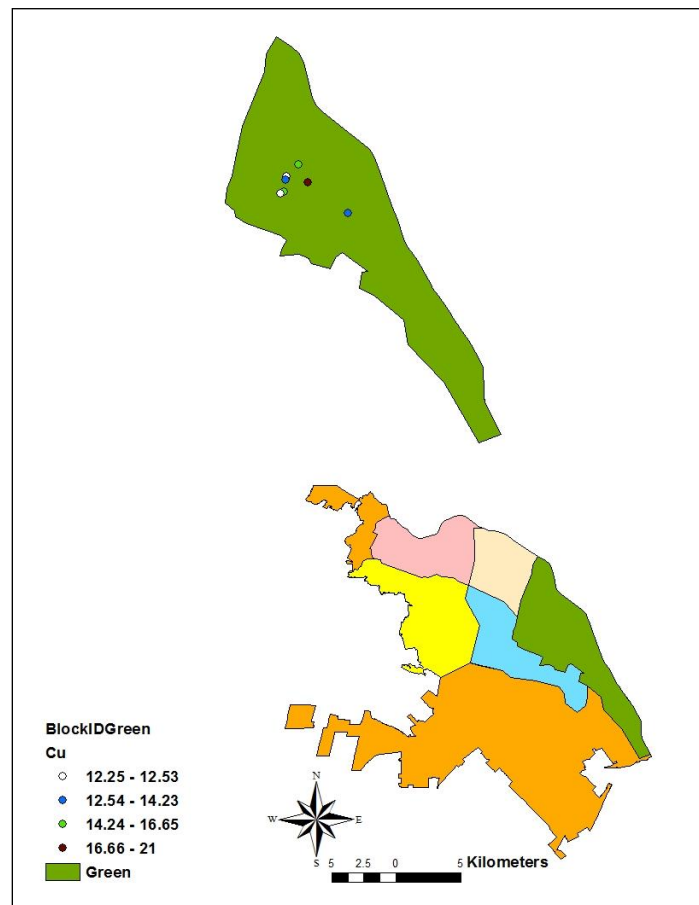 BlockIDGreen
Cu
12.25 - 12.53
12.54 - 14.23
14.24 - 16.65
16.66 - 21
Green
N
W E
S
5 2.5 0 5 Kilometers